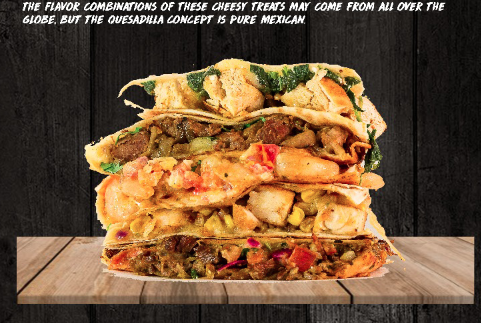 THE FLAVOR COMBINATIONS OF THESE CHEESY TREATS MAY COME FROM ALL OVER THE
GLOBE, BUT THE QUESADILLA CONCEPT IS PURE MEXICAN.